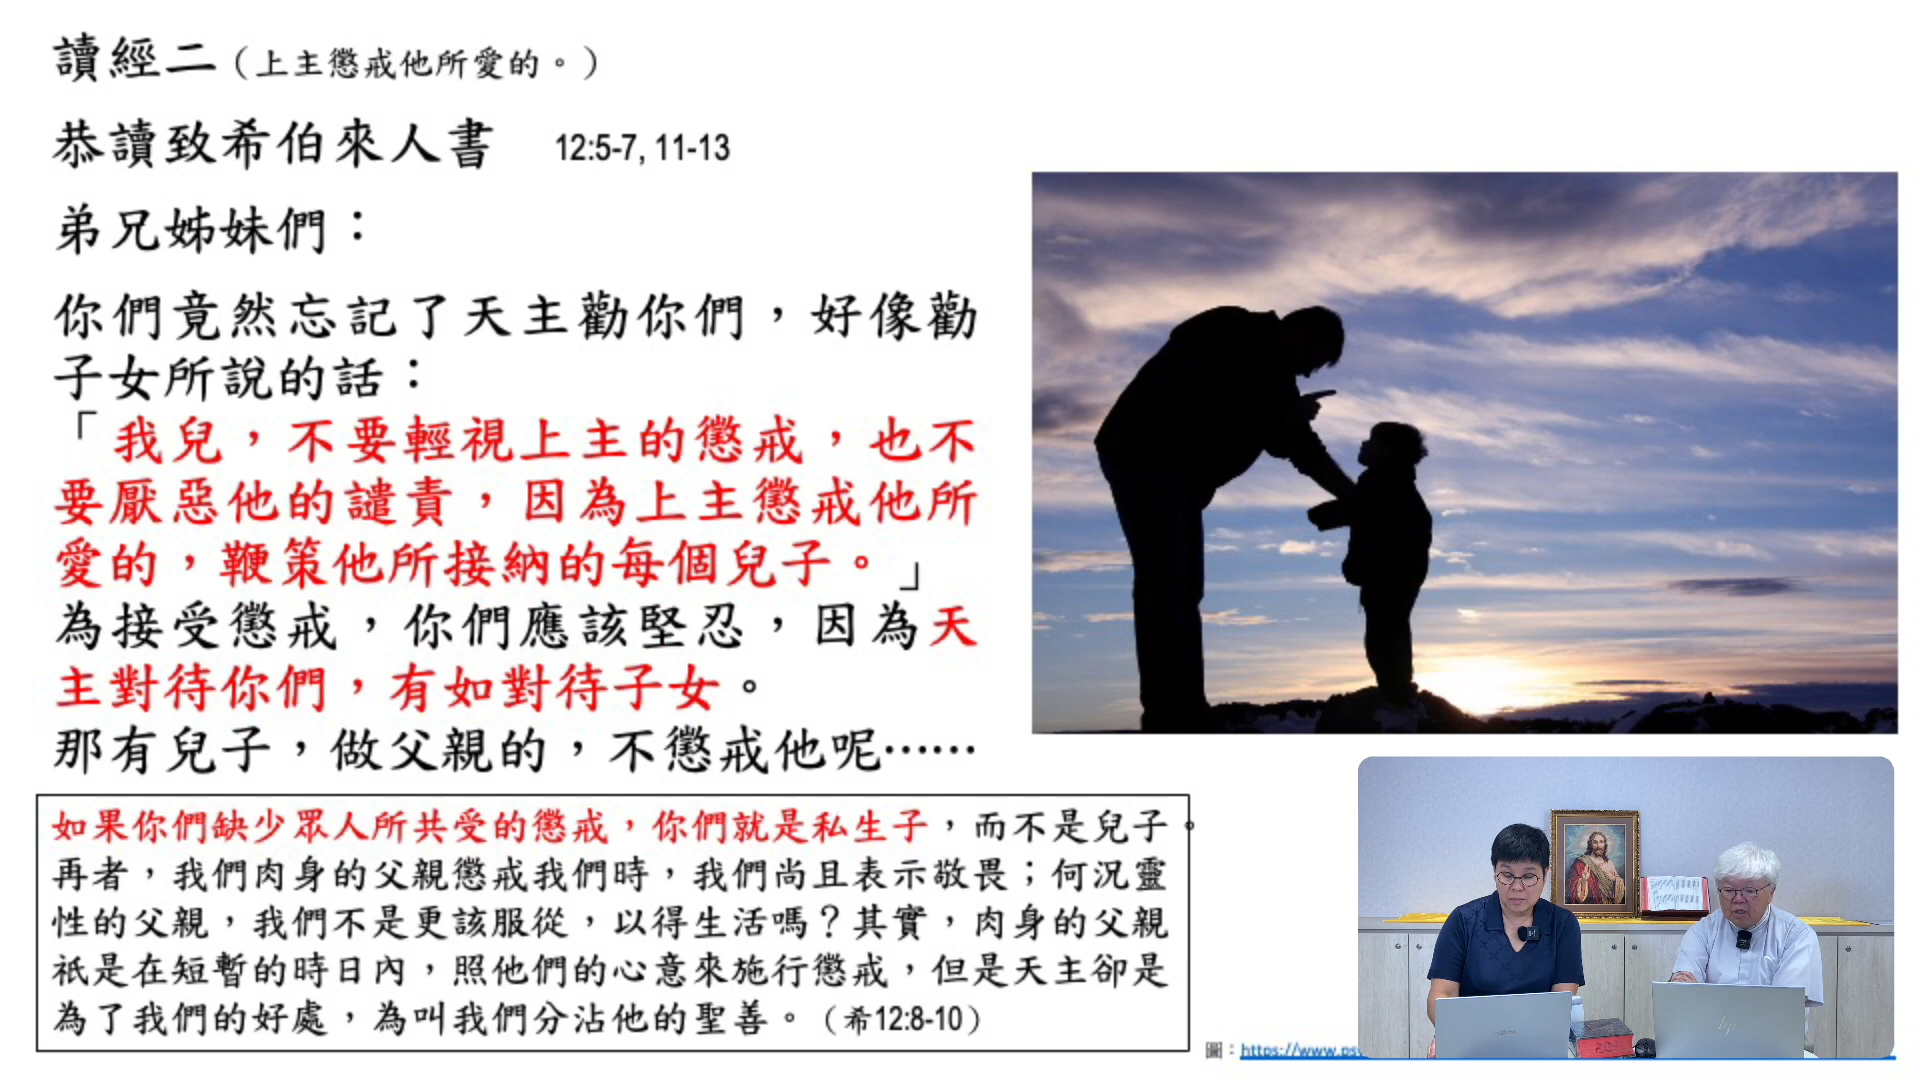 讀經二（上主懲戒他所愛的。）
恭讀致希伯來人書 12:5-7, 11-13
弟兄姊妹們：
你們竟然忘記了天主勸你們，好像勸
子女所說的話：
「我兒，不要輕視上主的懲戒，也不
要厭惡他的譴責，因為上主懲戒他所
愛的，鞭策他所接納的每個兒子。」
為接受懲戒，你們應該堅忍，因為天
主對待你們，有如對待子女。
那有兒子，做父親的，不懲戒他呢……
如果你們缺少眾人所共受的懲戒，你們就是私生子，而不是兒子。
再者，我們肉身的父親懲戒我們時，我們尚且表示敬畏；何況靈
性的父親，我們不是更該服從，以得生活嗎？其實，肉身的父親
祇是在短暫的時日內，照他們的心意來施行懲戒，但是天主卻是
為了我們的好處，為叫我們分沾他的聖善。（希12:8-10）
圖：https://www.ps
hp